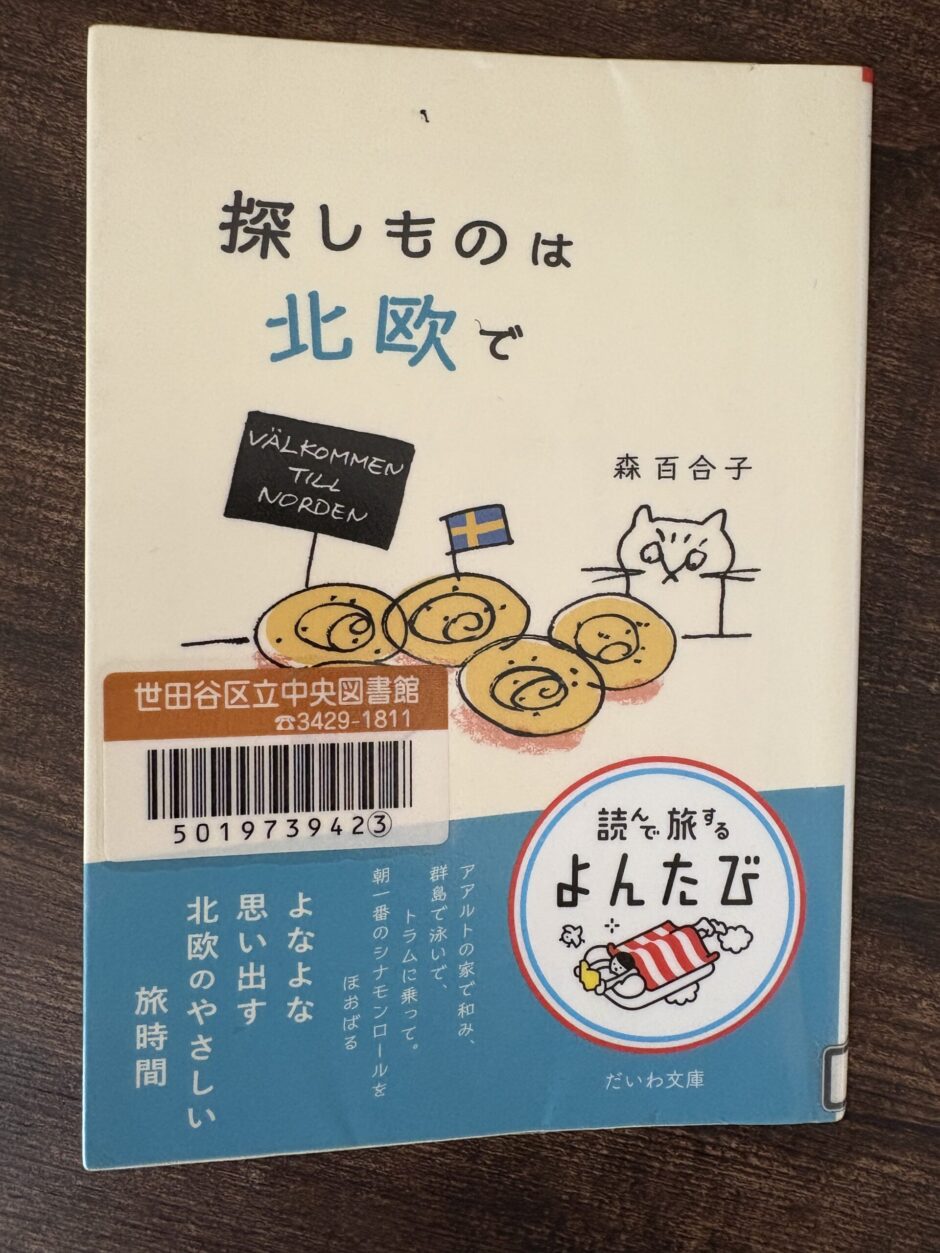 探しものは
北欧で
森 百合子
VÄLKOMMEN
TILL
NORDEN
世田谷区立中央図書館
☎3429-1811
501973942③
読んで旅する
よんたび
アアルトの家で和み、
群島で泳いで、
トラムに乗って。
朝一番のシナモンロールを
ほおばる
よなよな
思い出す
北欧のやさしい
旅時間
だいわ文庫